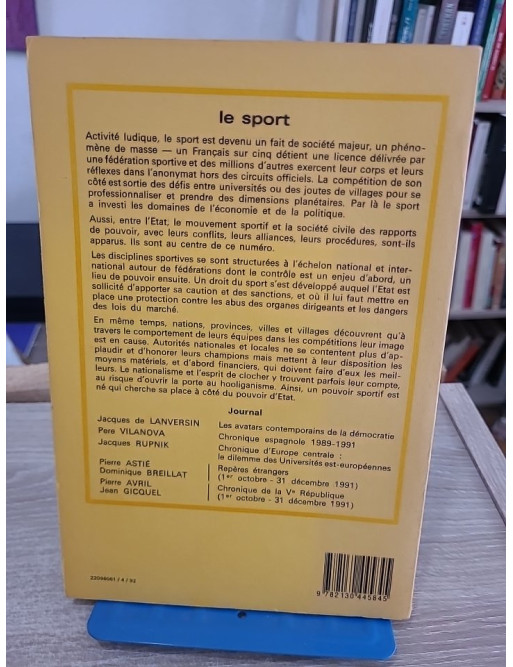 le sport
Activité ludique, le sport est devenu un fait de société majeur, un phéno-
mène de masse — un Français sur cinq détient une licence délivrée par
une fédération sportive et des millions d'autres exercent leur corps et leurs
réflexes dans l'anonymat hors des circuits officiels. La compétition de son
côté est sortie des défis entre universités ou des joutes de villages pour se
professionnaliser et prendre des dimensions planétaires. Par là le sport
a investi les domaines de l'économie et de la politique.
Aussi, entre l'Etat, le mouvement sportif et la société civile des rapports
de pouvoir, avec leurs conflits, leurs alliances, leurs procédures, sont-ils
apparus. Ils sont au centre de ce numéro.
Les disciplines sportives se sont structurées à l'échelon national et inter-
national autour de fédérations dont le contrôle est un enjeu d'abord, un
lieu de pouvoir ensuite. Un droit du sport s'est développé auquel l'Etat est
sollicité d'apporter sa caution et des sanctions, et où il lui faut mettre en
place une protection contre les abus des organes dirigeants et les dangers
des lois du marché.
En même temps, nations, provinces, villes et villages découvrent qu'à
travers le comportement de leurs équipes dans les compétitions leur image
est en cause. Autorités nationales et locales ne se contentent plus d'ap-
plaudir et d'honorer leurs champions mais mettent à leur disposition les
moyens matériels, et d'abord financiers, qui doivent faire d'eux les meil-
leurs. Le nationalisme et l'esprit de clocher y trouvent parfois leur compte,
au risque d'ouvrir la porte au hooliganisme. Ainsi, un pouvoir sportif est
né qui cherche sa place à côté du pouvoir d'Etat.
Journal
Jacques de LANVERSIN Les avatars contemporains de la démocratie
Pere VILANOVA Chronique espagnole 1989-1991
Jacques RUPNIK Chronique d'Europe centrale :
le dilemme des Universités est-européennes
Pierre ASTIÉ Repères étrangers
Dominique BREILLAT (1er octobre - 31 décembre 1991)
Pierre AVRIL Chronique de la Ve République
Jean GICQUEL (1er octobre - 31 décembre 1991)
9 782130 445845